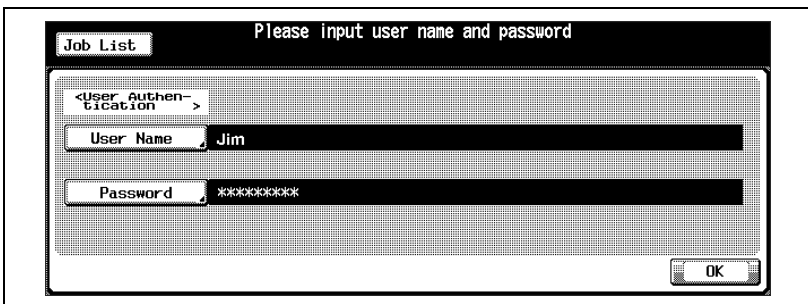 Please input user name and password
Job List
<User Authen-
tication >
User Name Jim
Password *********
OK